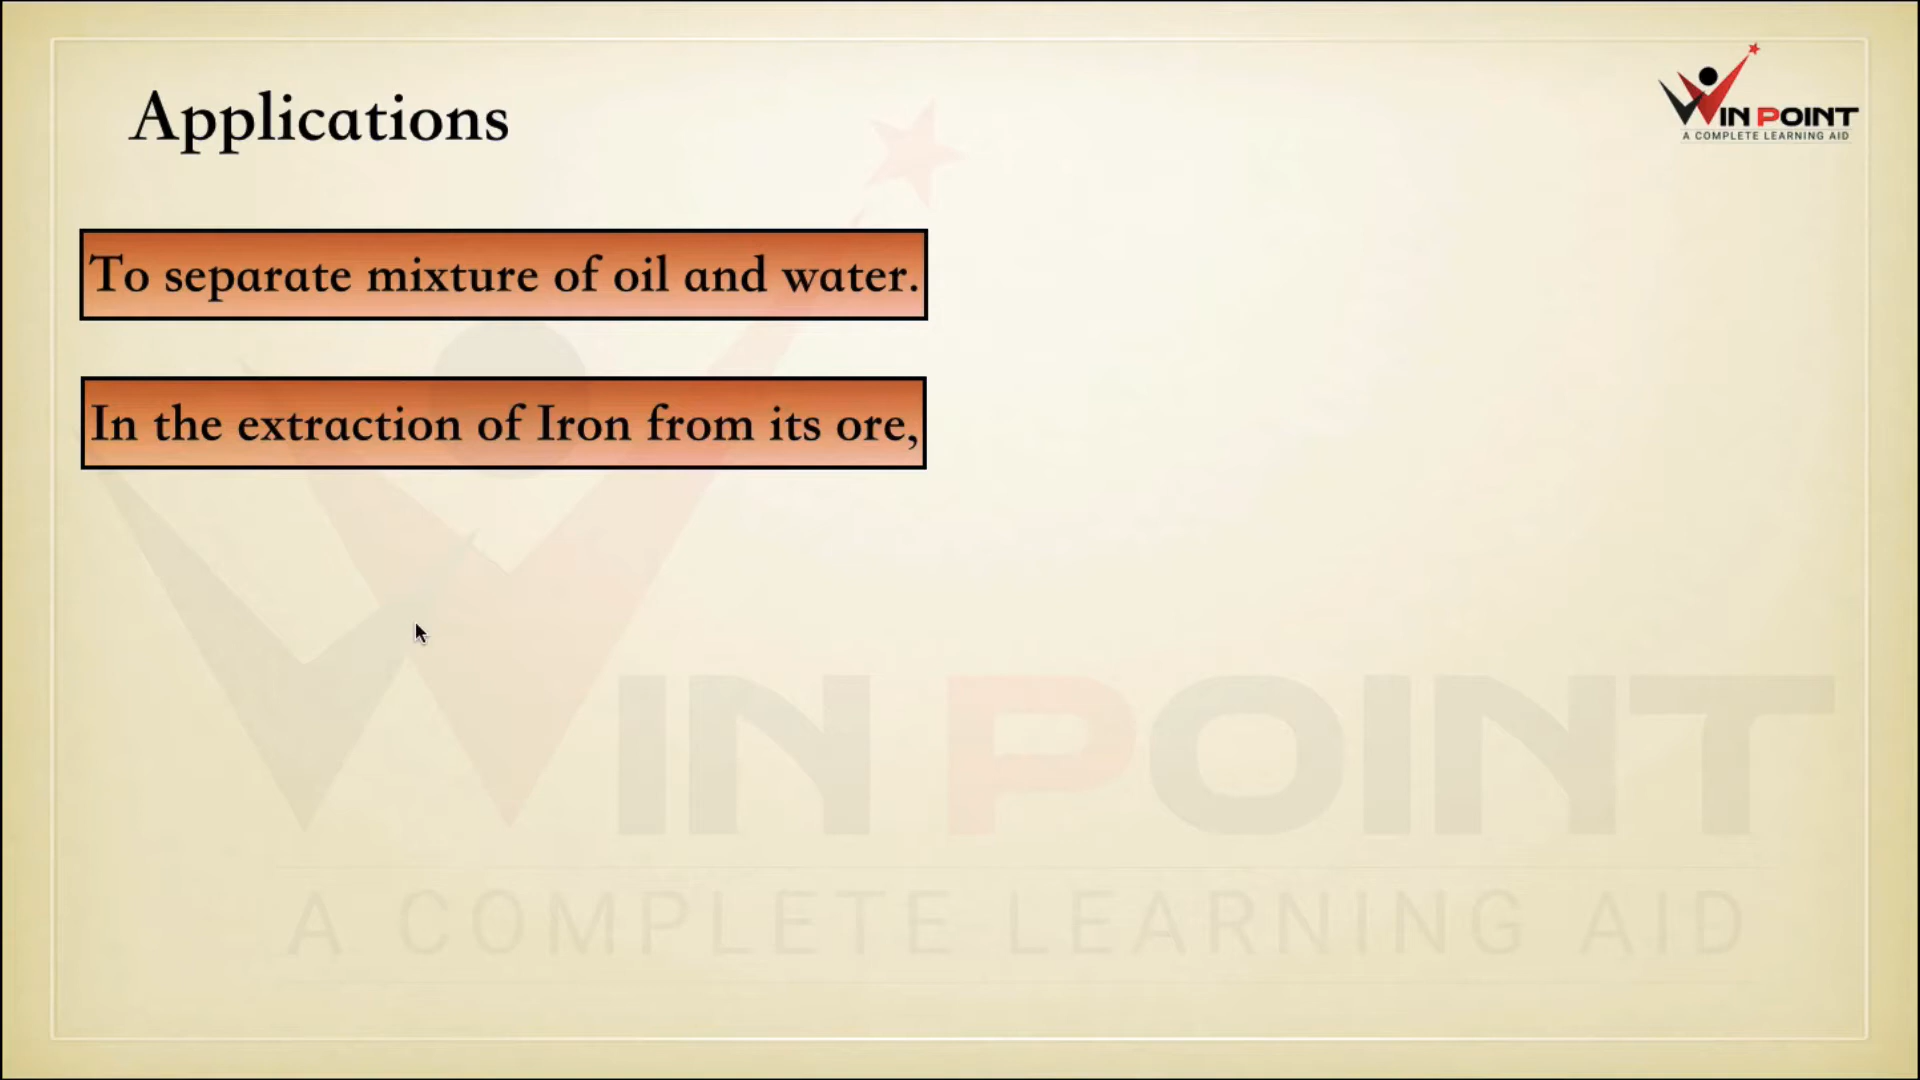 Applications
WIN POINT
A COMPLETE LEARNING AID
To separate mixture of oil and water.
In the extraction of Iron from its ore,
WIN POINT
A COMPLETE LEARNING AID